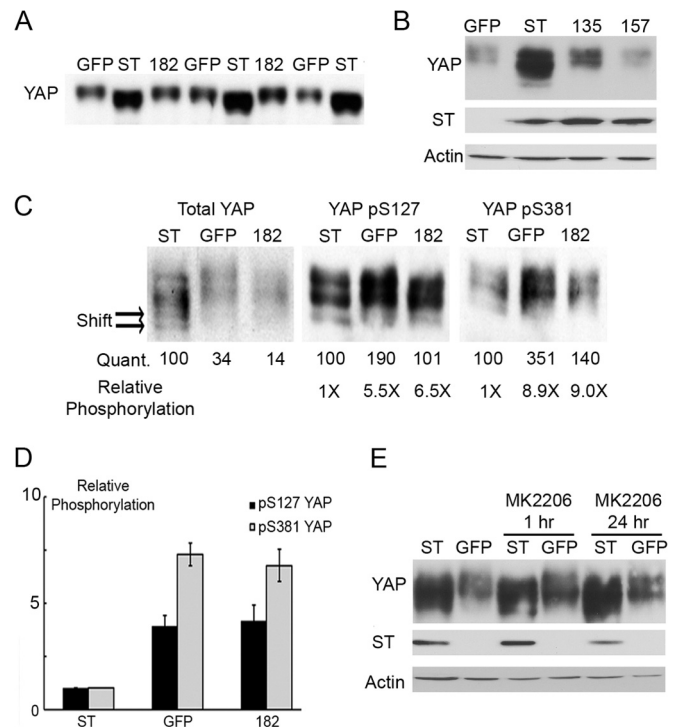 A
GFP ST 182 GFP ST 182 GFP ST
YAP
B
GFP ST 135 157
YAP
ST
Actin
C
Total YAP YAP pS127 YAP pS381
ST GFP 182 ST GFP 182 ST GFP 182
Shift
Quant. 100 34 14 100 190 101 100 351 140
Relative
Phosphorylation 1X 5.5X 6.5X 1X 8.9X 9.0X
D
Relative
Phosphorylation
pS127 YAP
pS381 YAP
10
5
0
ST GFP 182
E
MK2206 MK2206
1 hr 24 hr
ST GFP ST GFP ST GFP
YAP
ST
Actin